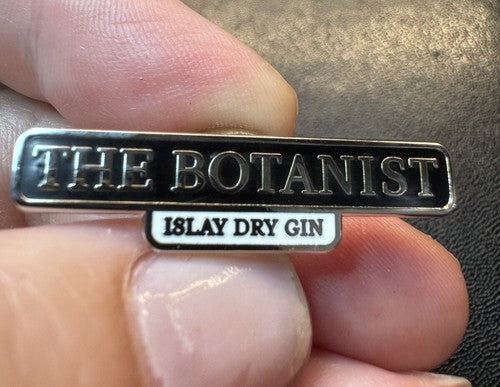 THE BOTANIST
ISLAY DRY GIN